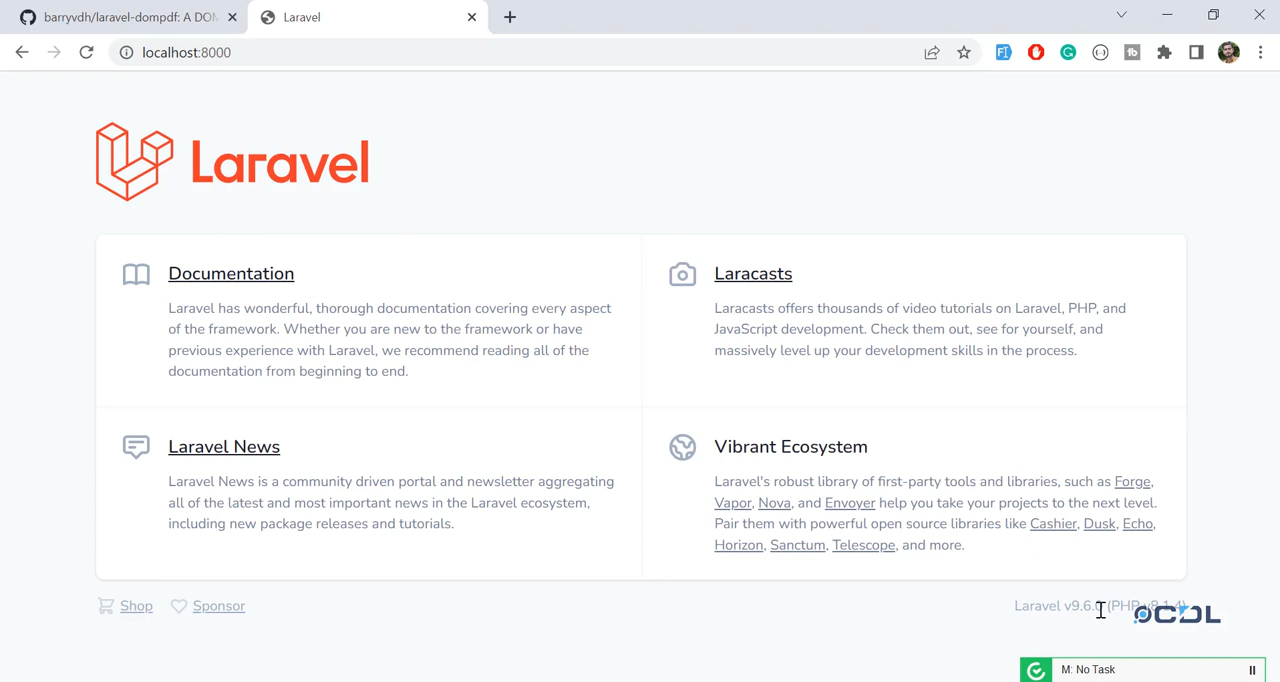 barryvdh/laravel-dompdf: A DOM
Laravel
localhost:8000
Laravel
Documentation
Laravel has wonderful, thorough documentation covering every aspect
of the framework. Whether you are new to the framework or have
previous experience with Laravel, we recommend reading all of the
documentation from beginning to end.
Laracasts
Laracasts offers thousands of video tutorials on Laravel, PHP, and
JavaScript development. Check them out, see for yourself, and
massively level up your development skills in the process.
Laravel News
Laravel News is a community driven portal and newsletter aggregating
all of the latest and most important news in the Laravel ecosystem,
including new package releases and tutorials.
Vibrant Ecosystem
Laravel's robust library of first-party tools and libraries, such as Forge,
Vapor, Nova, and Envoyer help you take your projects to the next level.
Pair them with powerful open source libraries like Cashier, Dusk, Echo,
Horizon, Sanctum, Telescope, and more.
Shop Sponsor
Laravel v9.6.0 (PHP v8.1.4)
OCDL
M: No Task